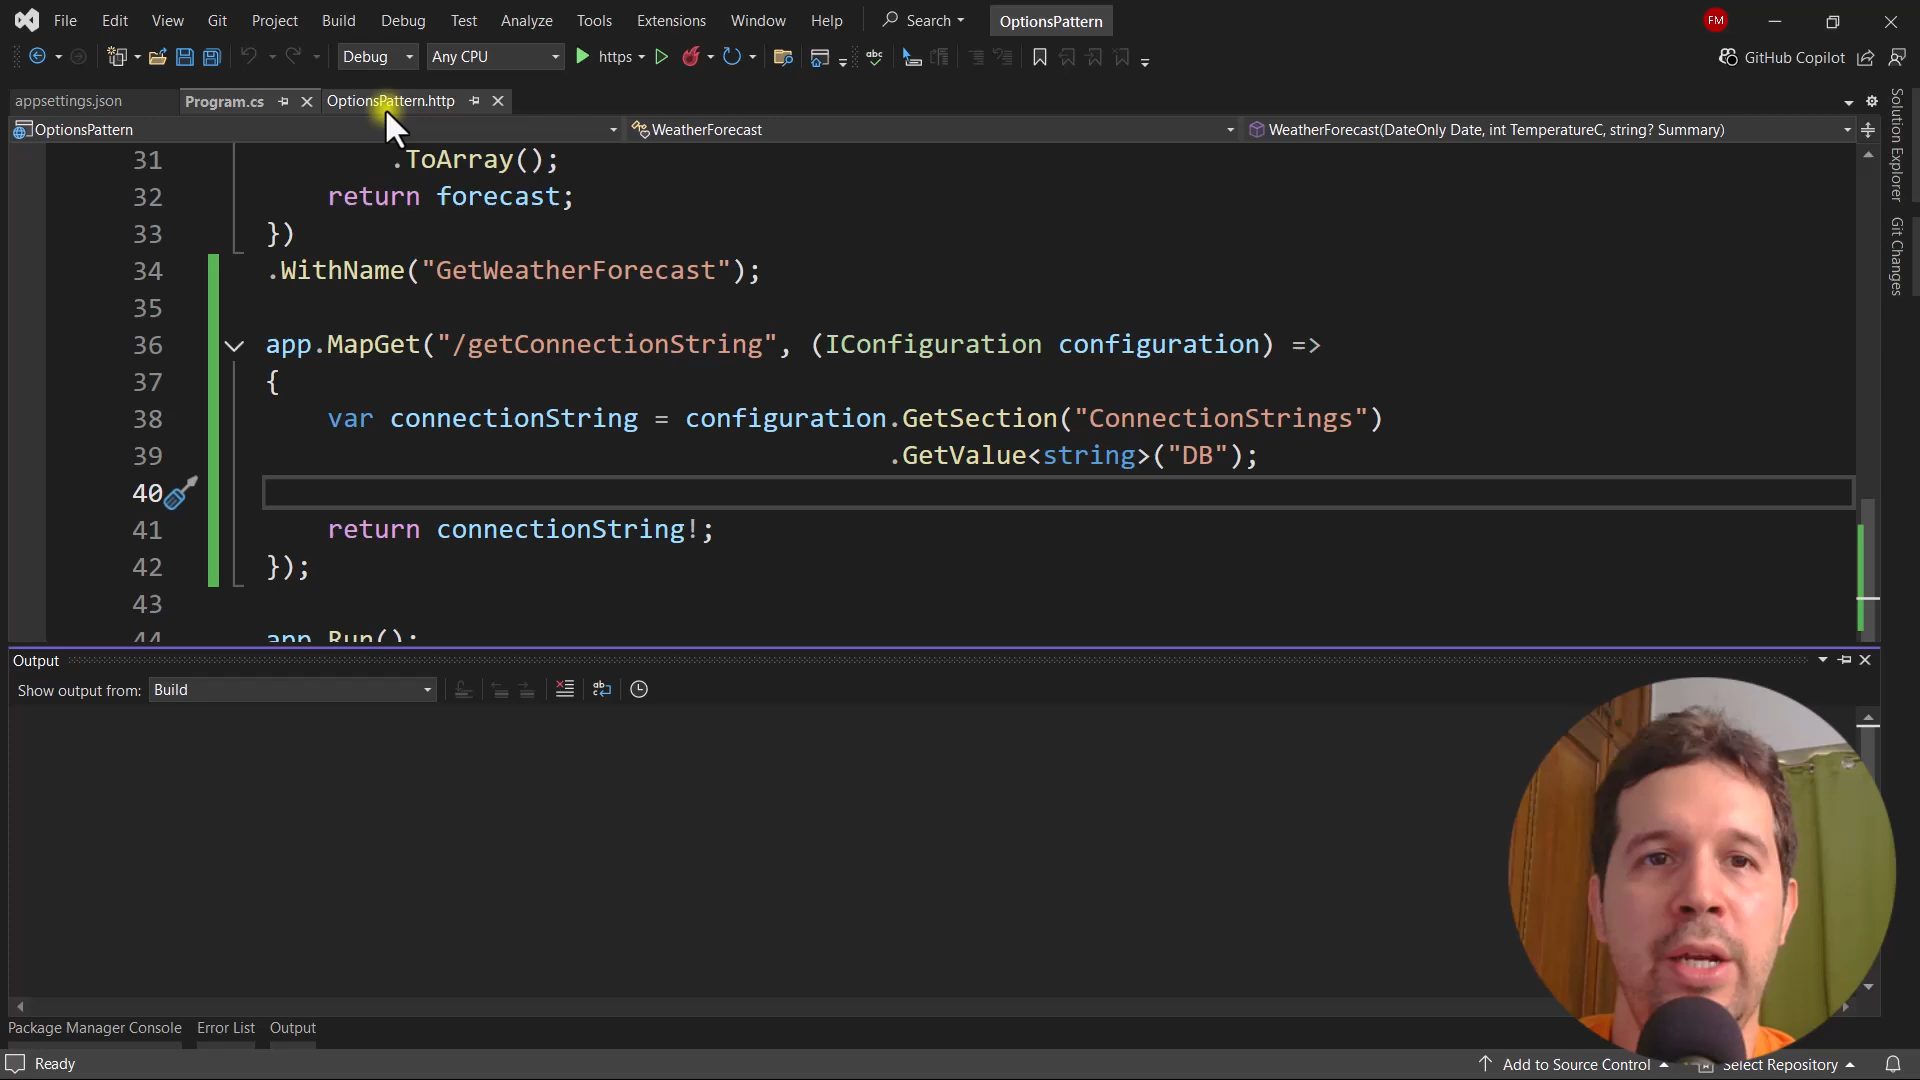 File Edit View Git Project Build Debug Test Analyze Tools Extensions Window Help Search OptionsPattern FM
Debug Any CPU https GitHub Copilot
appsettings.json Program.cs OptionsPattern.http
OptionsPattern WeatherForecast WeatherForecast(DateOnly Date, int TemperatureC, string? Summary)
31 .ToArray();
32 return forecast;
33 })
34 .WithName("GetWeatherForecast");
35
36 app.MapGet("/getConnectionString", (IConfiguration configuration) =>
37 {
38 var connectionString = configuration.GetSection("ConnectionStrings")
39 .GetValue<string>("DB");
40
41 return connectionString!;
42 });
43
44 app.Run();
Solution Explorer
Git Changes
Output
Show output from: Build
Package Manager Console Error List Output
Ready Add to Source Control Select Repository